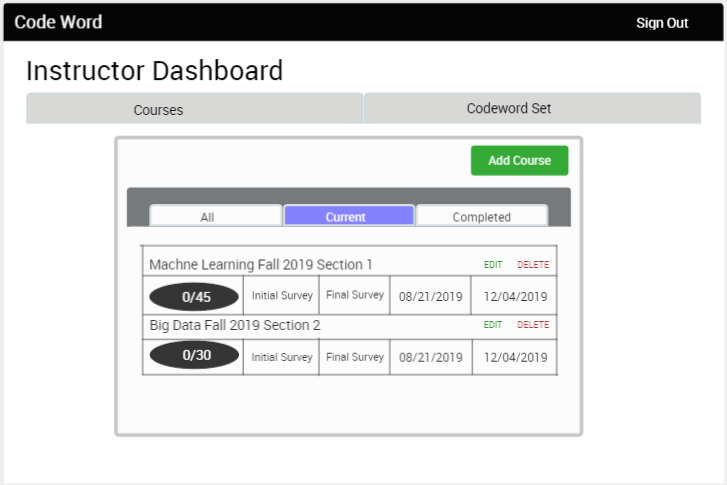 Code Word Sign Out
Instructor Dashboard
Courses Codeword Set
Add Course
All Current Completed
Machne Learning Fall 2019 Section 1 EDIT DELETE
0/45 Initial Survey Final Survey 08/21/2019 12/04/2019
Big Data Fall 2019 Section 2 EDIT DELETE
0/30 Initial Survey Final Survey 08/21/2019 12/04/2019